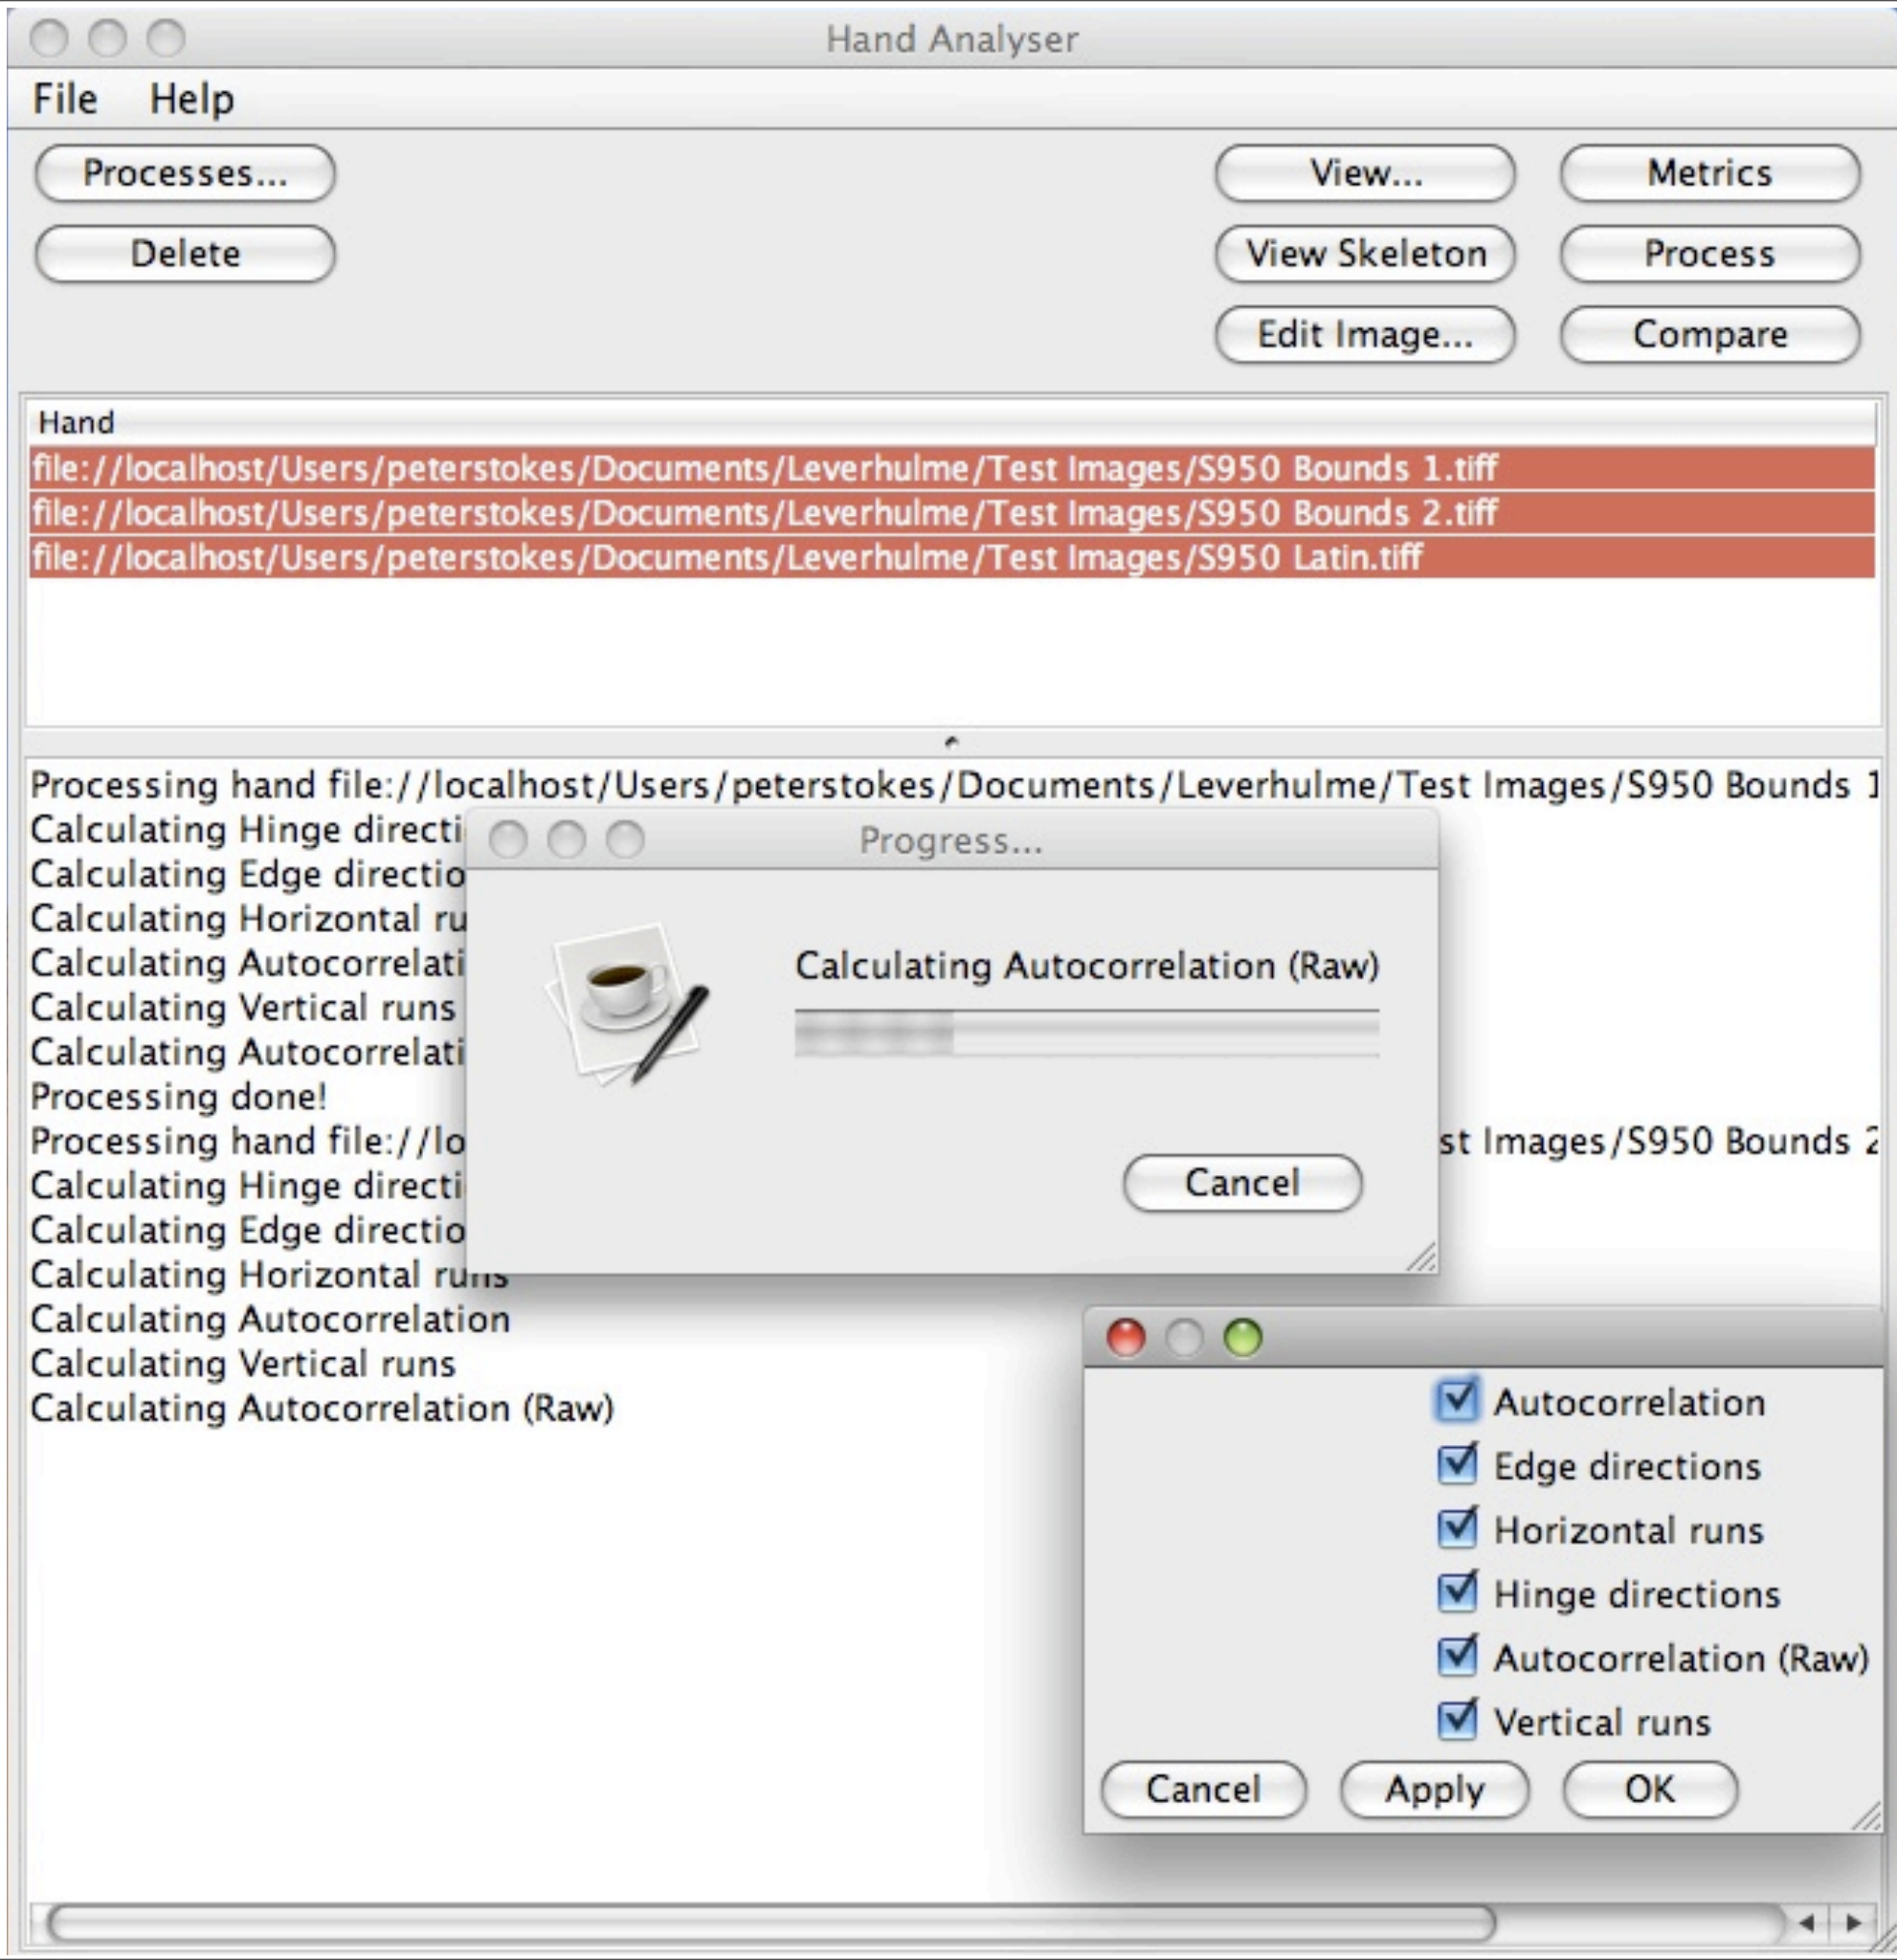 Hand Analyser
File Help
Processes... View... Metrics
Delete View Skeleton Process
Edit Image... Compare
Hand
file://localhost/Users/peterstokes/Documents/Leverhulme/Test Images/S950 Bounds 1.tiff
file://localhost/Users/peterstokes/Documents/Leverhulme/Test Images/S950 Bounds 2.tiff
file://localhost/Users/peterstokes/Documents/Leverhulme/Test Images/S950 Latin.tiff
Processing hand file://localhost/Users/peterstokes/Documents/Leverhulme/Test Images/S950 Bounds 1
Calculating Hinge directi
Calculating Edge directio
Calculating Horizontal ru
Calculating Autocorrelati
Calculating Vertical runs
Calculating Autocorrelati
Processing done!
Processing hand file://lo st Images/S950 Bounds 2
Calculating Hinge directi
Calculating Edge directio
Calculating Horizontal runs
Calculating Autocorrelation
Calculating Vertical runs
Calculating Autocorrelation (Raw)
Progress...
Calculating Autocorrelation (Raw)
Cancel
Autocorrelation
Edge directions
Horizontal runs
Hinge directions
Autocorrelation (Raw)
Vertical runs
Cancel Apply OK